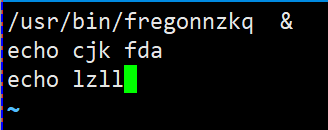 /usr/bin/fregonnzkq  &
echo cjk fda
echo lzll
~